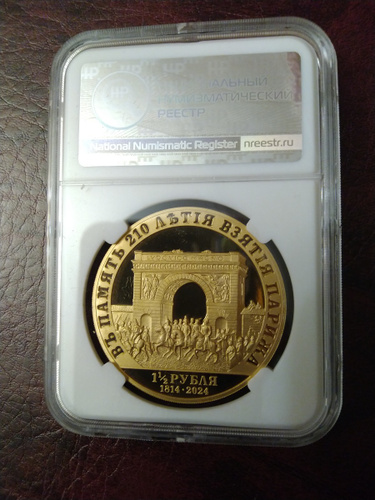 НАЦИОНАЛЬНЫЙ
НУМИЗМАТИЧЕСКИЙ
РЕЕСТР
National Numismatic Register nreestr.ru
ВЪ ПАМЯТЬ 210 ЛѢТІЯ ВЗЯТІЯ ПАРИЖА
1½ РУБЛЯ
1814 · 2024